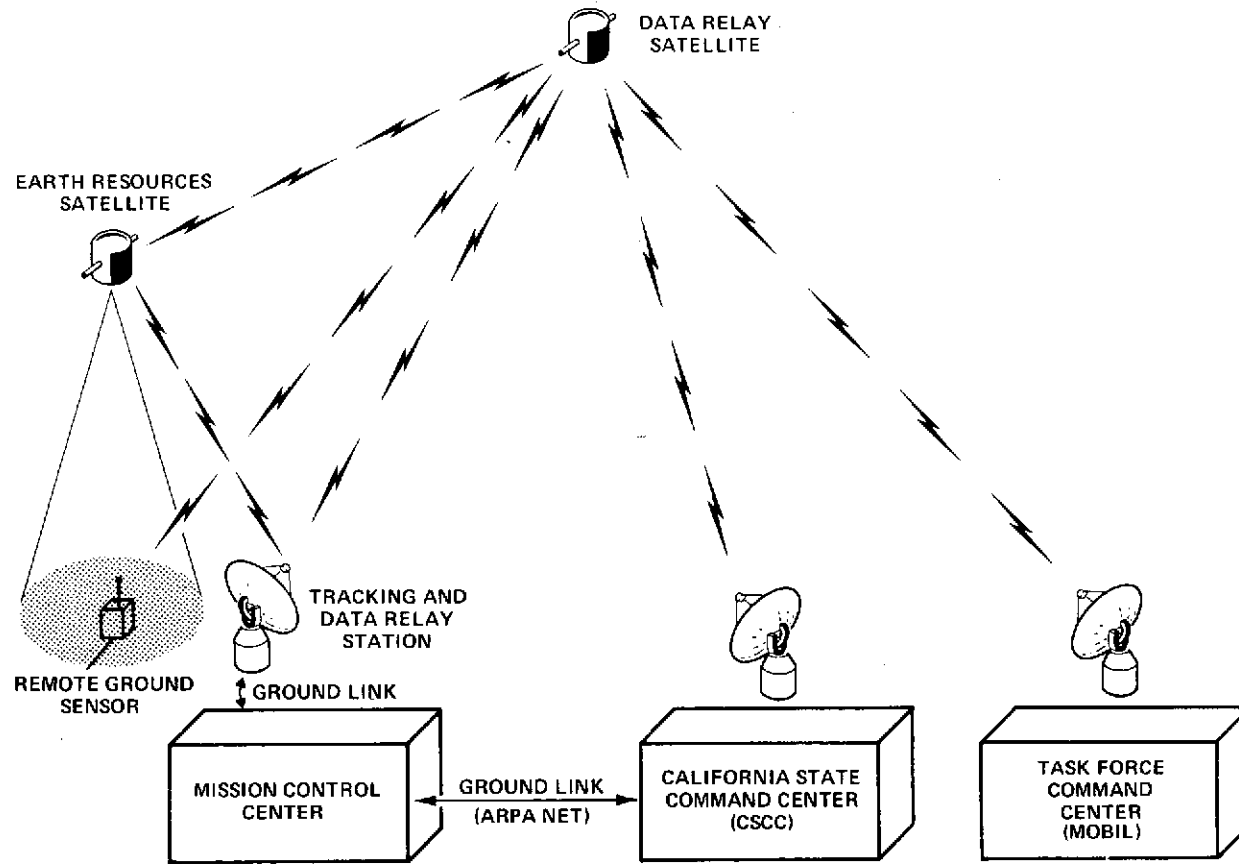 DATA RELAY
SATELLITE
EARTH RESOURCES
SATELLITE
TRACKING AND
DATA RELAY
STATION
REMOTE GROUND
SENSOR
GROUND LINK
MISSION CONTROL
CENTER
GROUND LINK
(ARPA NET)
CALIFORNIA STATE
COMMAND CENTER
(CSCC)
TASK FORCE
COMMAND
CENTER
(MOBIL)